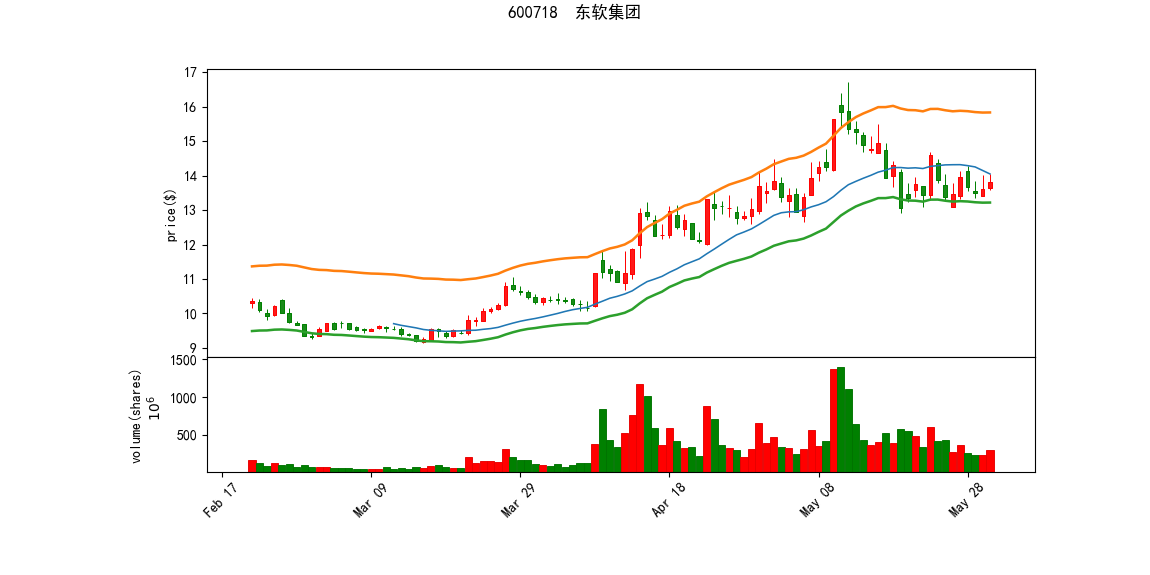 600718 东软集团
17
16
15
14
13
12
11
10
9
price($)
1500
1000
500
volume(shares)
10^6
Feb 17
Mar 09
Mar 29
Apr 18
May 08
May 28